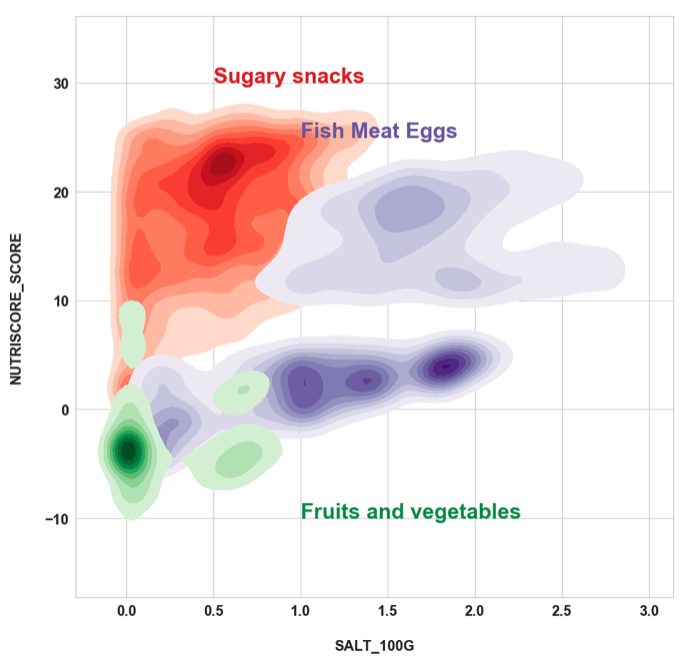 Sugary snacks
Fish Meat Eggs
Fruits and vegetables
NUTRISCORE_SCORE
30
20
10
0
−10
0.0 0.5 1.0 1.5 2.0 2.5 3.0
SALT_100G